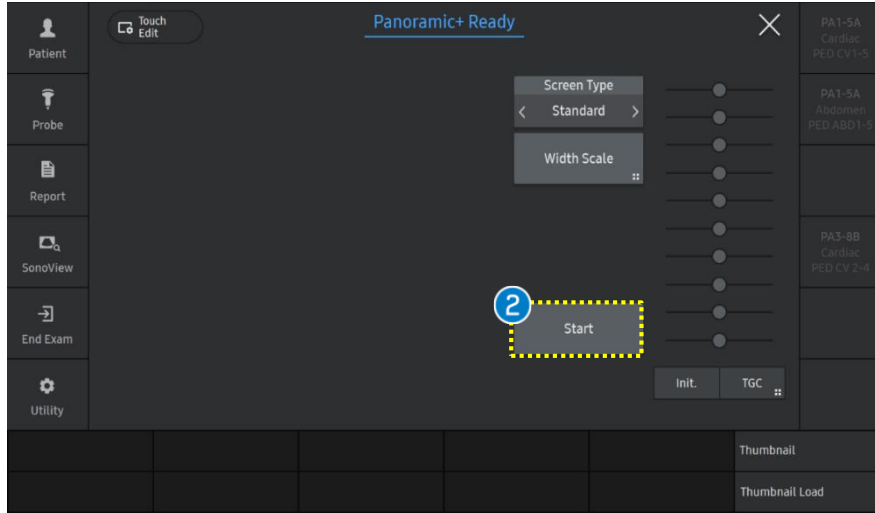 Patient
Probe
Report
SonoView
End Exam
Utility
Touch
Edit
Panoramic+ Ready
Screen Type
Standard
Width Scale
2
Start
Init.
TGC
PA1-5A
Cardiac
PED CV1-5
PA1-5A
Abdomen
PED ABD1-5
PA3-8B
Cardiac
PED CV 2-4
Thumbnail
Thumbnail Load